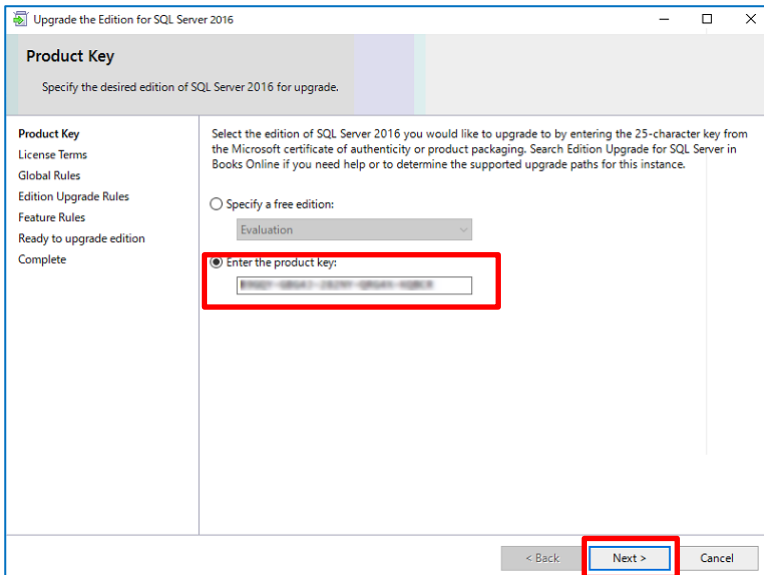 Upgrade the Edition for SQL Server 2016
Product Key
Specify the desired edition of SQL Server 2016 for upgrade.
Product Key
License Terms
Global Rules
Edition Upgrade Rules
Feature Rules
Ready to upgrade edition
Complete
Select the edition of SQL Server 2016 you would like to upgrade to by entering the 25-character key from
the Microsoft certificate of authenticity or product packaging. Search Edition Upgrade for SQL Server in
Books Online if you need help or to determine the supported upgrade paths for this instance.
Specify a free edition:
Evaluation
Enter the product key:
< Back
Next >
Cancel